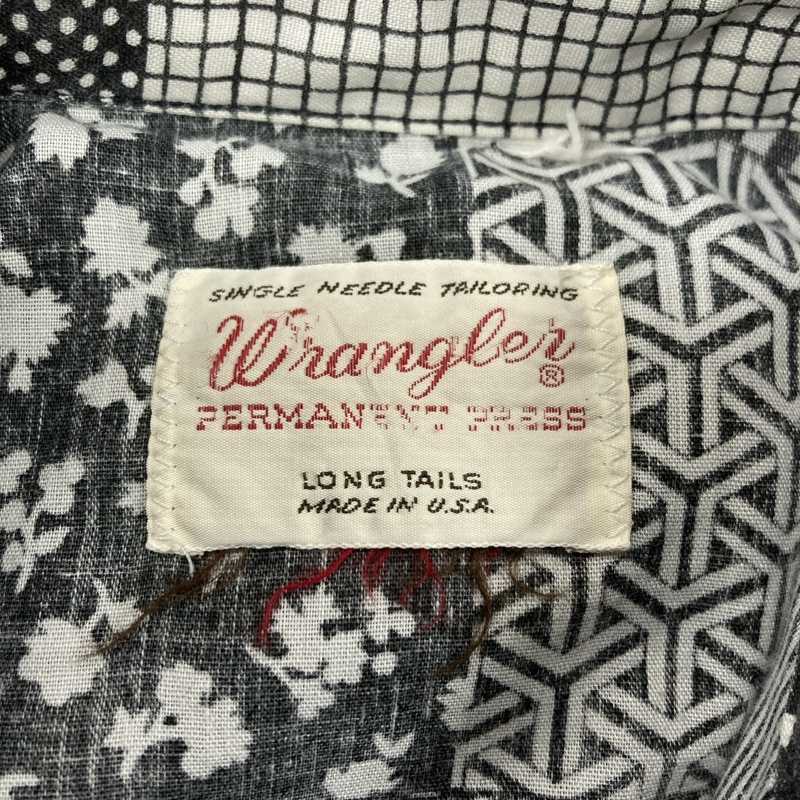 SINGLE NEEDLE TAILORING
Wrangler®
PERMANENT PRESS
LONG TAILS
MADE IN U.S.A.